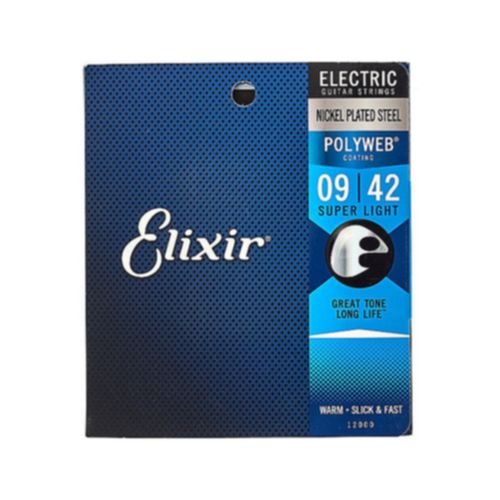 ELECTRIC
GUITAR STRINGS
NICKEL PLATED STEEL
POLYWEB®
COATING
09 | 42
SUPER LIGHT
Elixir®
GREAT TONE
LONG LIFE™
WARM • SLICK & FAST
12000